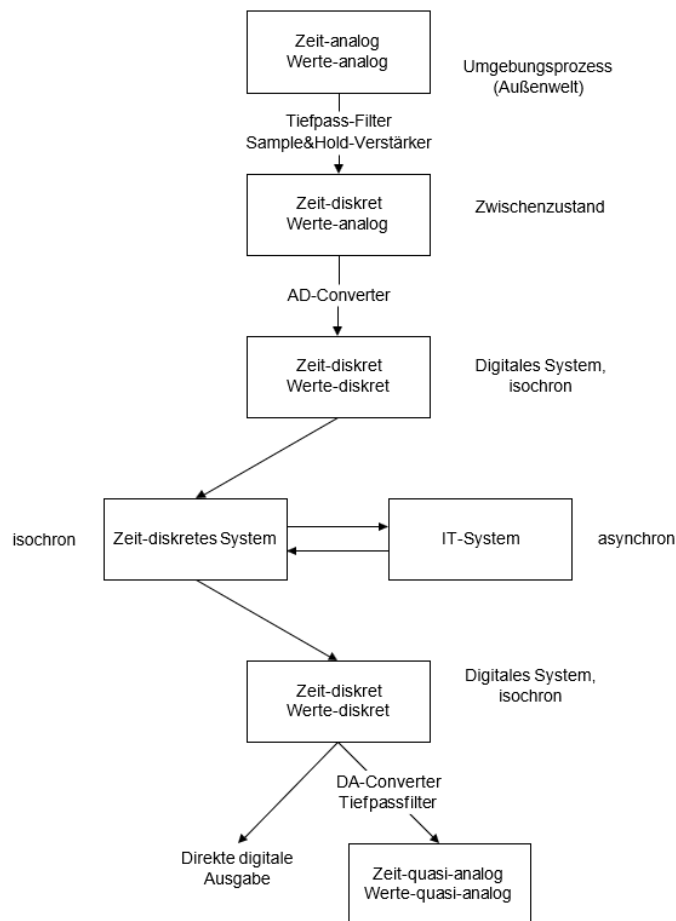 Zeit-analog
Werte-analog
Umgebungsprozess
(Außenwelt)
Tiefpass-Filter
Sample&Hold-Verstärker
Zeit-diskret
Werte-analog
Zwischenzustand
AD-Converter
Zeit-diskret
Werte-diskret
Digitales System,
isochron
isochron
Zeit-diskretes System
IT-System
asynchron
Zeit-diskret
Werte-diskret
Digitales System,
isochron
DA-Converter
Tiefpassfilter
Direkte digitale
Ausgabe
Zeit-quasi-analog
Werte-quasi-analog